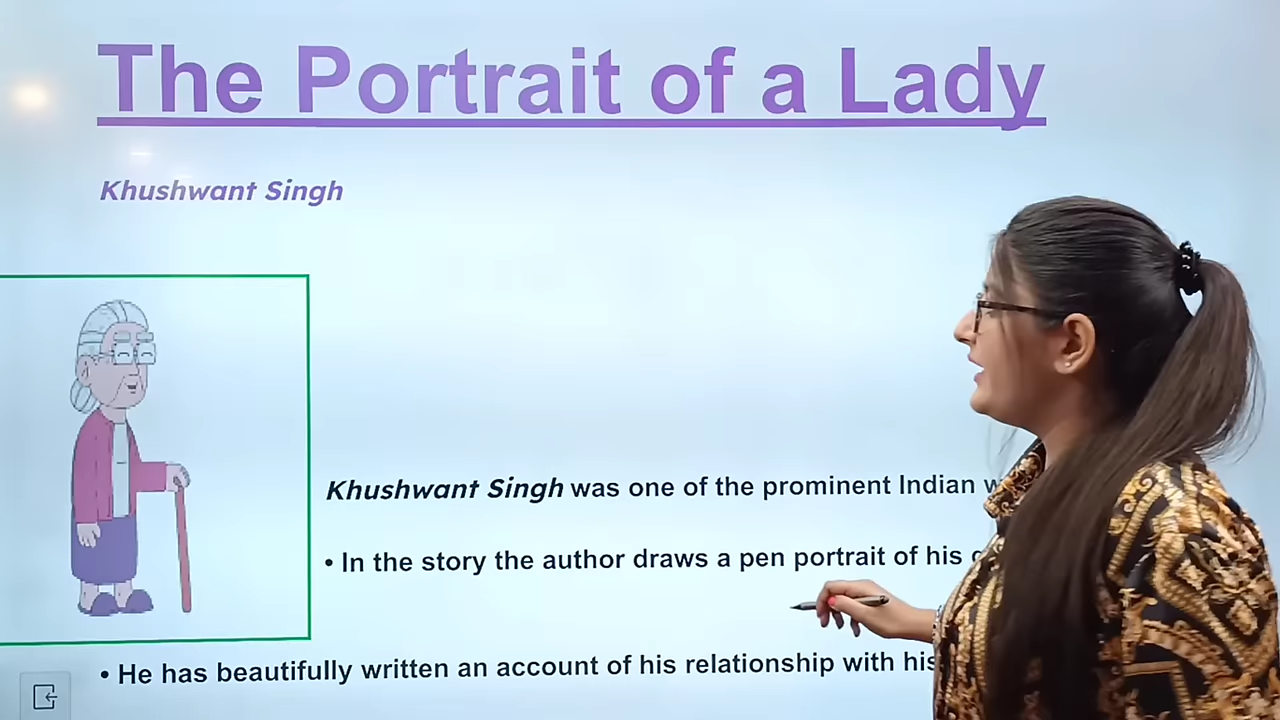 The Portrait of a Lady
Khushwant Singh
Khushwant Singh was one of the prominent Indian
• In the story the author draws a pen portrait of his
• He has beautifully written an account of his relationship with his